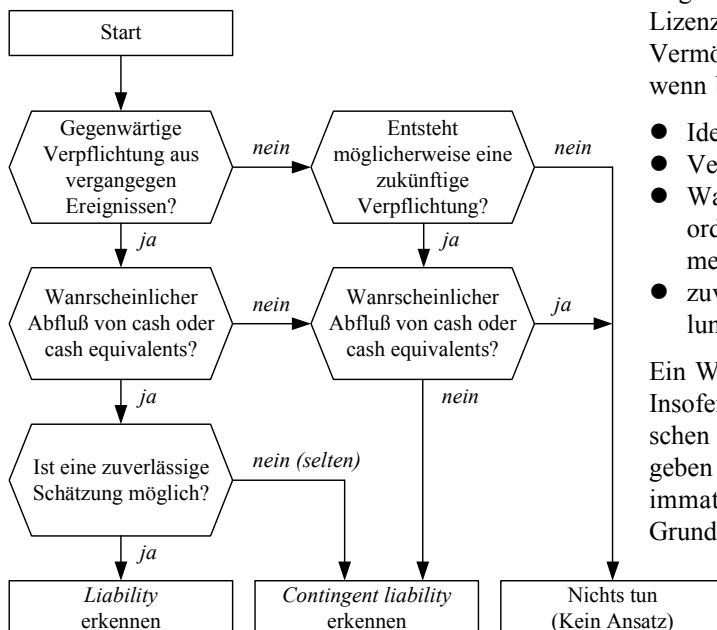 Start
Gegenwärtige
Verpflichtung aus
vergangegen
Ereignissen?
nein
Entsteht
möglicherweise eine
zukünftige
Verpflichtung?
nein
ja
ja
Wanrscheinlicher
Abfluß von cash oder
cash equivalents?
nein
Wanrscheinlicher
Abfluß von cash oder
cash equivalents?
ja
ja
nein
Ist eine zuverlässige
Schätzung möglich?
nein (selten)
ja
Liability
erkennen
Contingent liability
erkennen
Nichts tun
(Kein Ansatz)
Lizenz
Vermö
wenn
● Ide
● Ve
● Wa
ord
me
● zuv
lun
Ein W
Insofer
schen
geben
immat
Grund